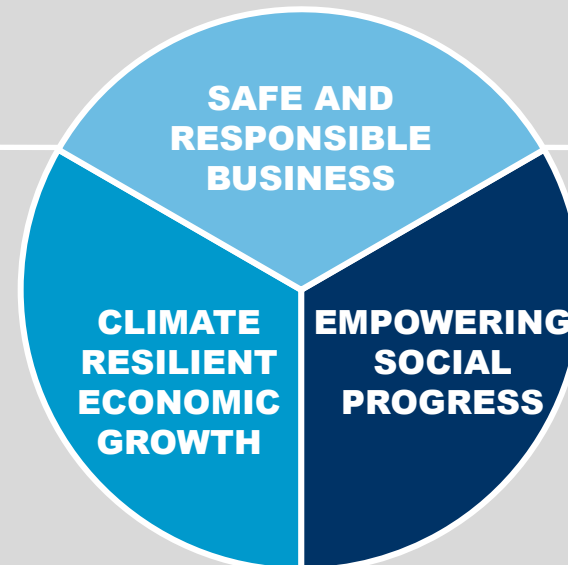 SAFE AND
RESPONSIBLE
BUSINESS
CLIMATE
RESILIENT
ECONOMIC
GROWTH
EMPOWERING
SOCIAL
PROGRESS